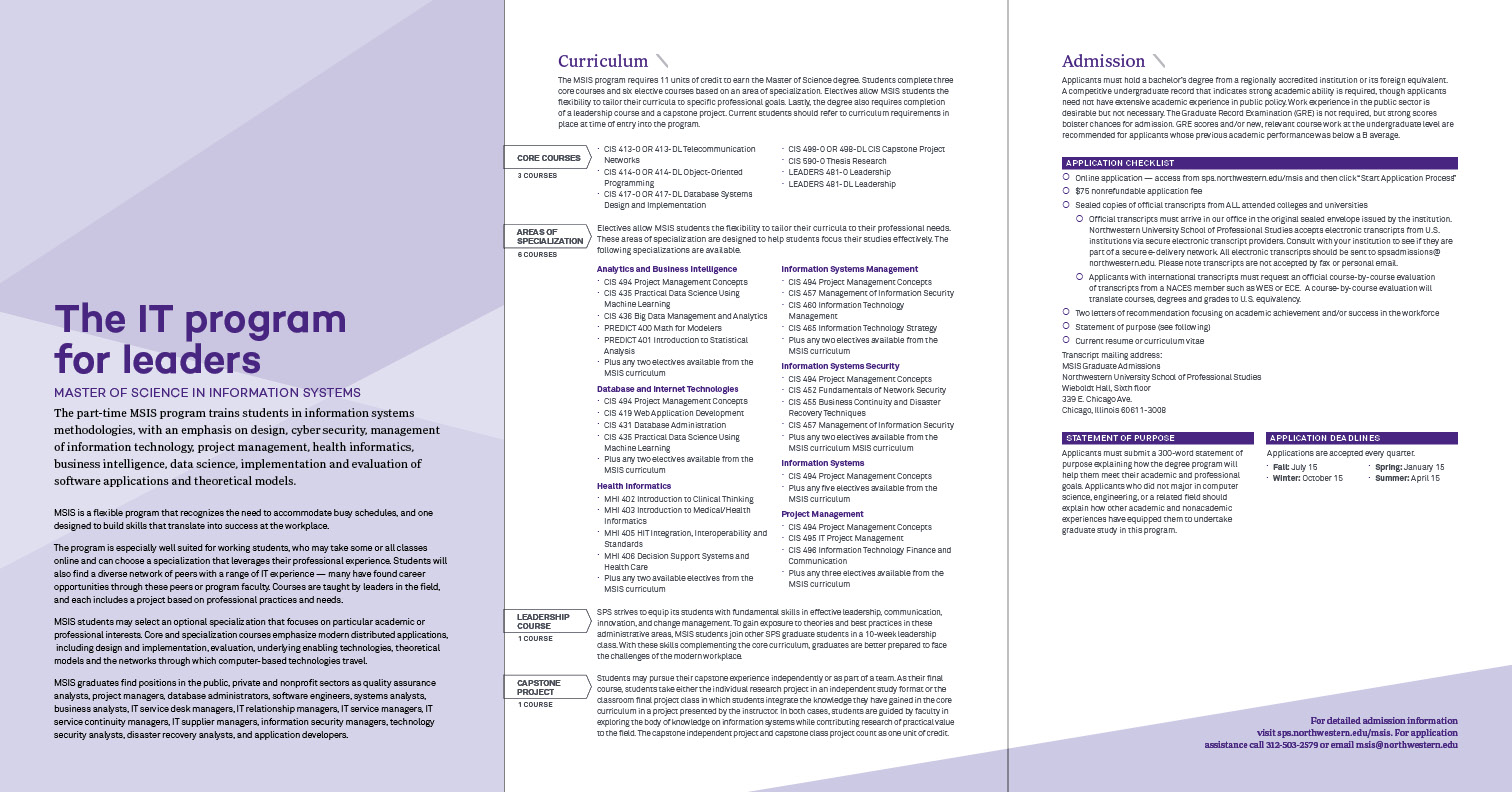 The IT program
for leaders
MASTER OF SCIENCE IN INFORMATION SYSTEMS
The part-time MSIS program trains students in information systems
methodologies, with an emphasis on design, cyber security, management
of information technology, project management, health informatics,
business intelligence, data science, implementation and evaluation of
software applications and theoretical models.
MSIS is a flexible program that recognizes the need to accommodate busy schedules, and one
designed to build skills that translate into success at the workplace.
The program is especially well suited for working students, who may take some or all classes
online and can choose a specialization that leverages their professional experience. Students will
also find a diverse network of peers with a range of IT experience — many have found career
opportunities through these peers or program faculty. Courses are taught by leaders in the field,
and each includes a project based on professional practices and needs.
MSIS students may select an optional specialization that focuses on particular academic or
professional interests. Core and specialization courses emphasize modern distributed applications,
including design and implementation, evaluation, underlying enabling technologies, theoretical
models and the networks through which computer-based technologies travel.
MSIS graduates find positions in the public, private and nonprofit sectors as quality assurance
analysts, project managers, database administrators, software engineers, systems analysts,
business analysts, IT service desk managers, IT relationship managers, IT service managers, IT
service continuity managers, IT supplier managers, information security managers, technology
security analysts, disaster recovery analysts, and application developers.
Curriculum
The MSIS program requires 11 units of credit to earn the Master of Science degree. Students complete three
core courses and six elective courses based on an area of specialization. Electives allow MSIS students the
flexibility to tailor their curricula to specific professional goals. Lastly, the degree also requires completion
of a leadership course and a capstone project. Current students should refer to curriculum requirements in
place at time of entry into the program.
CORE COURSES
3 COURSES
· CIS 413-0 OR 413-DL Telecommunication
Networks
· CIS 414-0 OR 414-DL Object-Oriented
Programming
· CIS 417-0 OR 417-DL Database Systems
Design and Implementation
· CIS 498-0 OR 498-DL CIS Capstone Project
· CIS 590-0 Thesis Research
· LEADERS 481-0 Leadership
· LEADERS 481-DL Leadership
AREAS OF
SPECIALIZATION
6 COURSES
Electives allow MSIS students the flexibility to tailor their curricula to their professional needs.
These areas of specialization are designed to help students focus their studies effectively. The
following specializations are available.
Analytics and Business Intelligence
· CIS 494 Project Management Concepts
· CIS 435 Practical Data Science Using
Machine Learning
· CIS 436 Big Data Management and Analytics
· PREDICT 400 Math for Modelers
· PREDICT 401 Introduction to Statistical
Analysis
· Plus any two electives available from the
MSIS curriculum
Database and Internet Technologies
· CIS 494 Project Management Concepts
· CIS 419 Web Application Development
· CIS 431 Database Administration
· CIS 435 Practical Data Science Using
Machine Learning
· Plus any two electives available from the
MSIS curriculum
Health Informatics
· MHI 402 Introduction to Clinical Thinking
· MHI 403 Introduction to Medical/Health
Informatics
· MHI 405 HIT Integration, Interoperability and
Standards
· MHI 406 Decision Support Systems and
Health Care
· Plus any two available electives from the
MSIS curriculum
Information Systems Management
· CIS 494 Project Management Concepts
· CIS 457 Management of Information Security
· CIS 460 Information Technology
Management
· CIS 465 Information Technology Strategy
· Plus any two electives available from the
MSIS curriculum
Information Systems Security
· CIS 494 Project Management Concepts
· CIS 452 Fundamentals of Network Security
· CIS 455 Business Continuity and Disaster
Recovery Techniques
· CIS 457 Management of Information Security
· Plus any two electives available from the
MSIS curriculum MSIS curriculum
Information Systems
· CIS 494 Project Management Concepts
· Plus any five electives available from the
MSIS curriculum
Project Management
· CIS 494 Project Management Concepts
· CIS 495 IT Project Management
· CIS 496 Information Technology Finance and
Communication
· Plus any three electives available from the
MSIS curriculum
LEADERSHIP
COURSE
1 COURSE
SPS strives to equip its students with fundamental skills in effective leadership, communication,
innovation, and change management. To gain exposure to theories and best practices in these
administrative areas, MSIS students join other SPS graduate students in a 10-week leadership
class. With these skills complementing the core curriculum, graduates are better prepared to face
the challenges of the modern workplace.
CAPSTONE
PROJECT
1 COURSE
Students may pursue their capstone experience independently or as part of a team. As their final
course, students take either the individual research project in an independent study format or the
classroom final project class in which students integrate the knowledge they have gained in the core
curriculum in a project presented by the instructor. In both cases, students are guided by faculty in
exploring the body of knowledge on information systems while contributing research of practical value
to the field. The capstone independent project and capstone class project count as one unit of credit.
Admission
Applicants must hold a bachelor's degree from a regionally accredited institution or its foreign equivalent.
A competitive undergraduate record that indicates strong academic ability is required, though applicants
need not have extensive academic experience in public policy. Work experience in the public sector is
desirable but not necessary. The Graduate Record Examination (GRE) is not required, but strong scores
bolster chances for admission. GRE scores and/or new, relevant course work at the undergraduate level are
recommended for applicants whose previous academic performance was below a B average.
APPLICATION CHECKLIST
Online application — access from sps.northwestern.edu/msis and then click "Start Application Process"
$75 nonrefundable application fee
Sealed copies of official transcripts from ALL attended colleges and universities
Official transcripts must arrive in our office in the original sealed envelope issued by the institution.
Northwestern University School of Professional Studies accepts electronic transcripts from U.S.
institutions via secure electronic transcript providers. Consult with your institution to see if they are
part of a secure e-delivery network. All electronic transcripts should be sent to spsadmissions@
northwestern.edu. Please note transcripts are not accepted by fax or personal email.
Applicants with international transcripts must request an official course-by-course evaluation
of transcripts from a NACES member such as WES or ECE. A course-by-course evaluation will
translate courses, degrees and grades to U.S. equivalency.
Two letters of recommendation focusing on academic achievement and/or success in the workforce
Statement of purpose (see following)
Current resume or curriculum vitae
Transcript mailing address:
MSIS Graduate Admissions
Northwestern University School of Professional Studies
Wieboldt Hall, Sixth floor
339 E. Chicago Ave.
Chicago, Illinois 60611-3008
STATEMENT OF PURPOSE
Applicants must submit a 300-word statement of
purpose explaining how the degree program will
help them meet their academic and professional
goals. Applicants who did not major in computer
science, engineering, or a related field should
explain how other academic and nonacademic
experiences have equipped them to undertake
graduate study in this program.
APPLICATION DEADLINES
Applications are accepted every quarter.
· Fall: July 15
· Winter: October 15
· Spring: January 15
· Summer: April 15
For detailed admission information
visit sps.northwestern.edu/msis. For application
assistance call 312-503-2579 or email msis@northwestern.edu